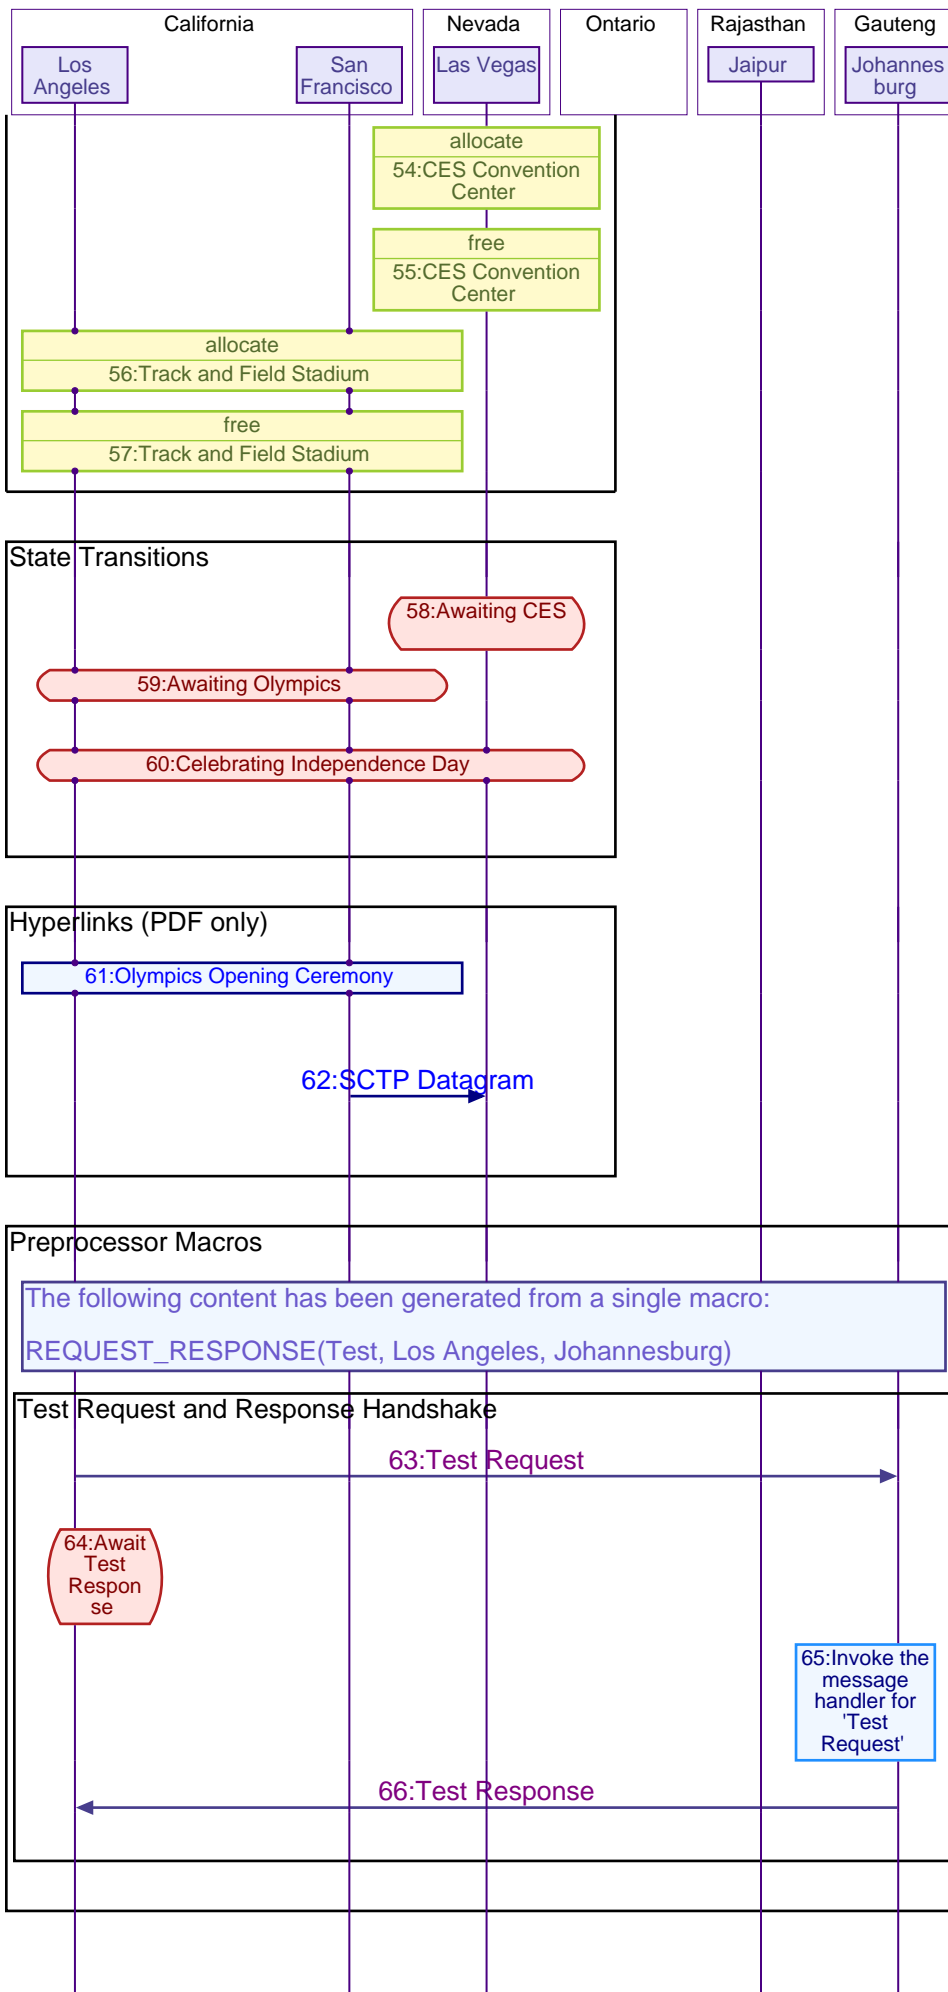 California
Nevada
Ontario
Rajasthan
Gauteng
Los
Angeles
San
Francisco
Las Vegas
Jaipur
Johannes
burg
allocate
54:CES Convention
Center
free
55:CES Convention
Center
allocate
56:Track and Field Stadium
free
57:Track and Field Stadium
State Transitions
58:Awaiting CES
59:Awaiting Olympics
60:Celebrating Independence Day
Hyperlinks (PDF only)
61:Olympics Opening Ceremony
62:SCTP Datagram
Preprocessor Macros
The following content has been generated from a single macro:
REQUEST_RESPONSE(Test, Los Angeles, Johannesburg)
Test Request and Response Handshake
63:Test Request
64:Await
Test
Respon
se
65:Invoke the
message
handler for
'Test
Request'
66:Test Response